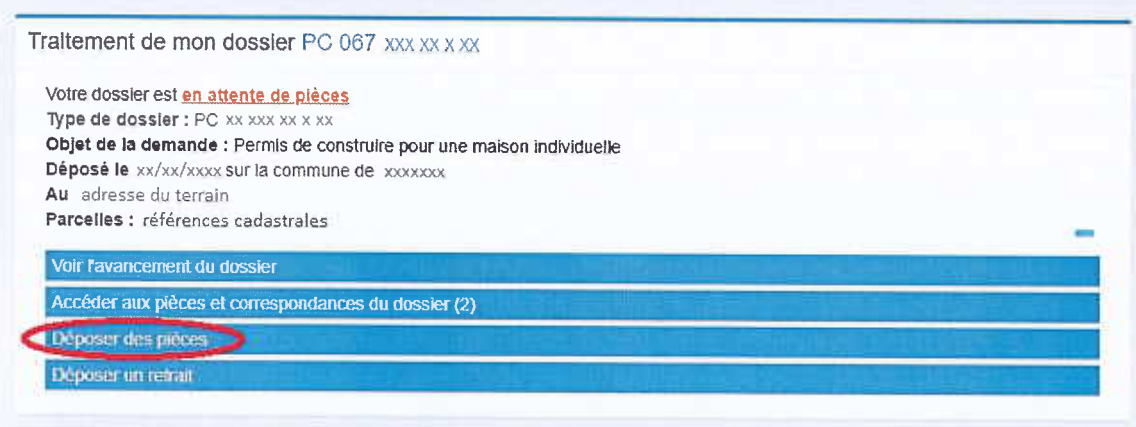 Traitement de mon dossier PC 067 xxx xx x xx
Votre dossier est en attente de pièces
Type de dossier : PC xx xxx xx x xx
Objet de la demande : Permis de construire pour une maison individuelle
Déposé le xx/xx/xxxx sur la commune de xxxxxxx
Au adresse du terrain
Parcelles : références cadastrales
Voir l'avancement du dossier
Accéder aux pièces et correspondances du dossier (2)
Déposer des pièces
Déposer un retrait